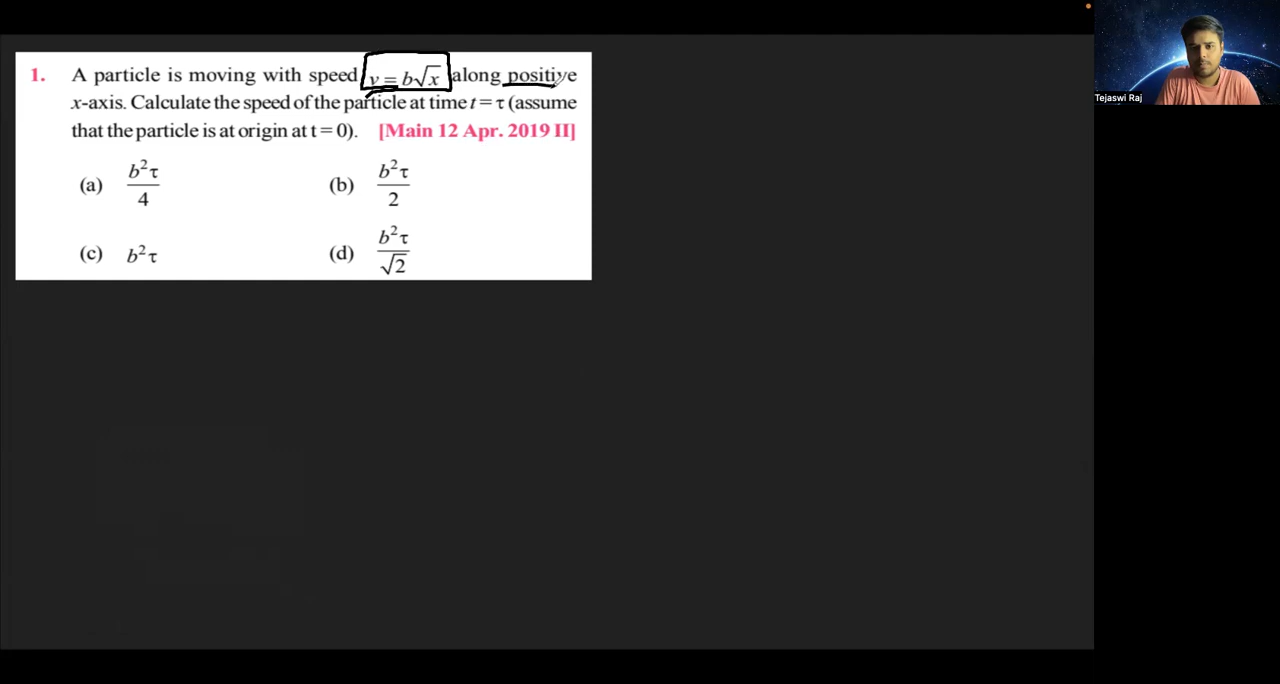 1. A particle is moving with speed v = b√x along positive
x-axis. Calculate the speed of the particle at time t = τ (assume
that the particle is at origin at t = 0). [Main 12 Apr. 2019 II]
(a) b²τ/4 (b) b²τ/2
(c) b²τ (d) b²τ/√2
Tejaswi Raj